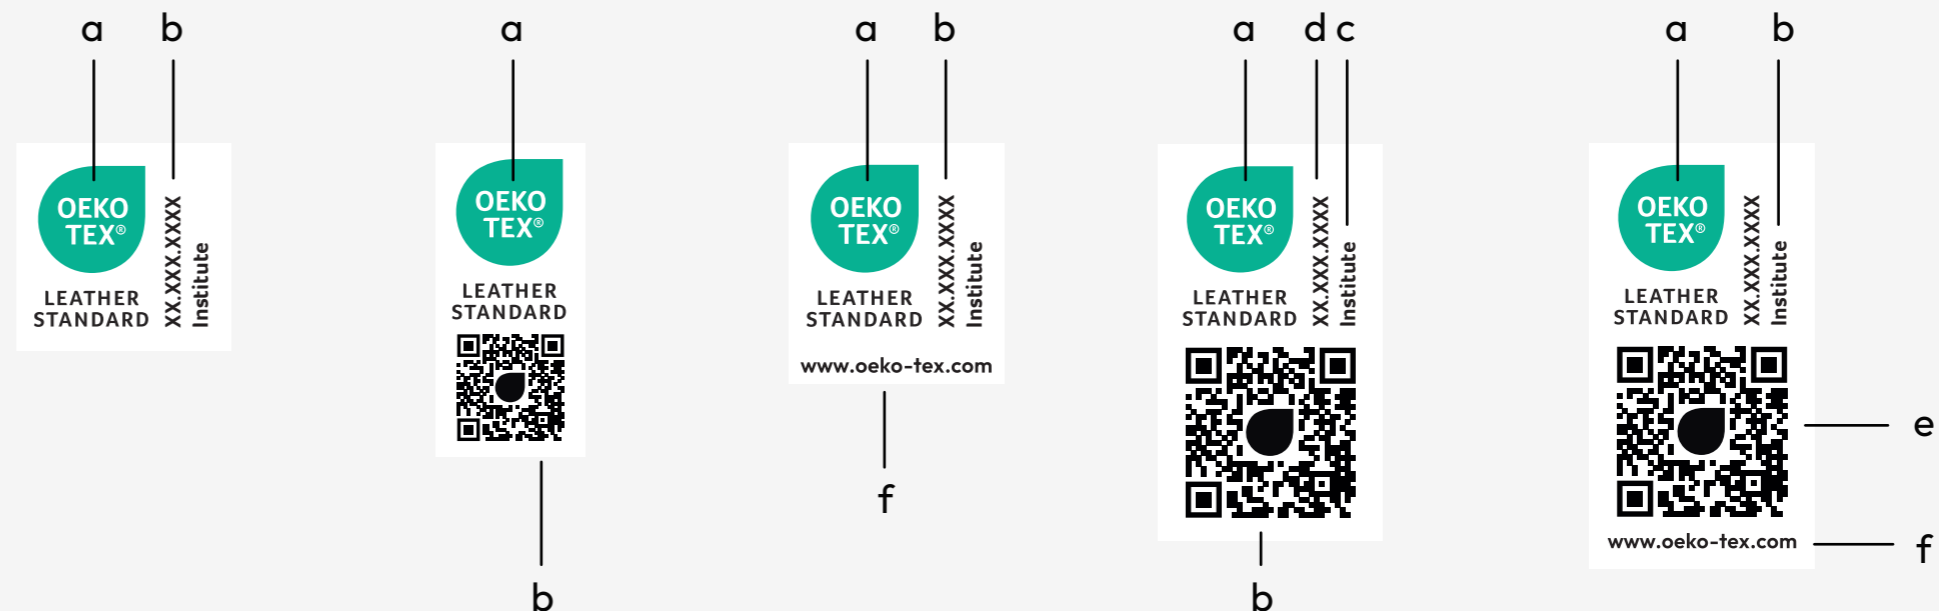 a b
a
a b
a d c
a b
OEKO
TEX®
LEATHER
STANDARD
XX.XXX.XXXX
Institute
OEKO
TEX®
LEATHER
STANDARD
OEKO
TEX®
LEATHER
STANDARD
XX.XXX.XXXX
Institute
www.oeko-tex.com
OEKO
TEX®
LEATHER
STANDARD
XX.XXX.XXXX
Institute
OEKO
TEX®
LEATHER
STANDARD
XX.XXX.XXXX
Institute
www.oeko-tex.com
b
f
b
e
f